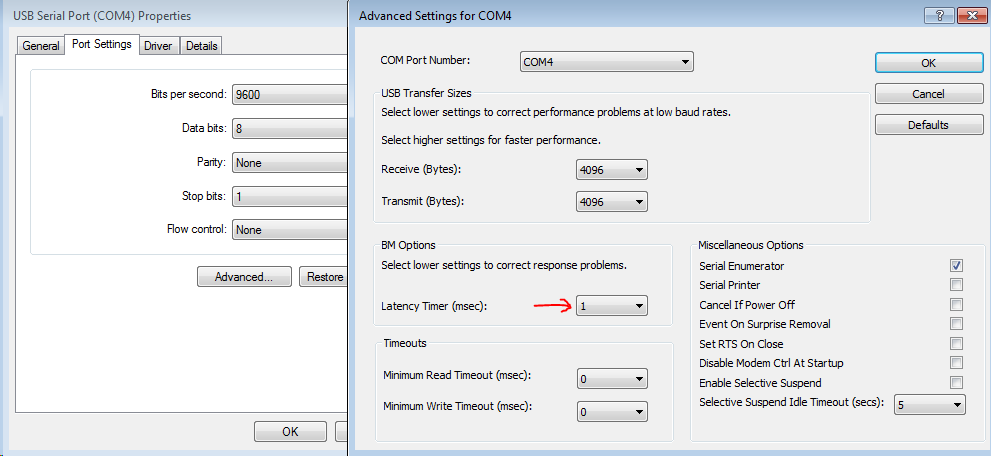 USB Serial Port (COM4) Properties
General Port Settings Driver Details
Bits per second: 9600
Data bits: 8
Parity: None
Stop bits: 1
Flow control: None
Advanced... Restore
OK
Advanced Settings for COM4
COM Port Number: COM4
OK
Cancel
Defaults
USB Transfer Sizes
Select lower settings to correct performance problems at low baud rates.
Select higher settings for faster performance.
Receive (Bytes): 4096
Transmit (Bytes): 4096
BM Options
Select lower settings to correct response problems.
Latency Timer (msec): 1
Timeouts
Minimum Read Timeout (msec): 0
Minimum Write Timeout (msec): 0
Miscellaneous Options
Serial Enumerator
Serial Printer
Cancel If Power Off
Event On Surprise Removal
Set RTS On Close
Disable Modem Ctrl At Startup
Enable Selective Suspend
Selective Suspend Idle Timeout (secs): 5